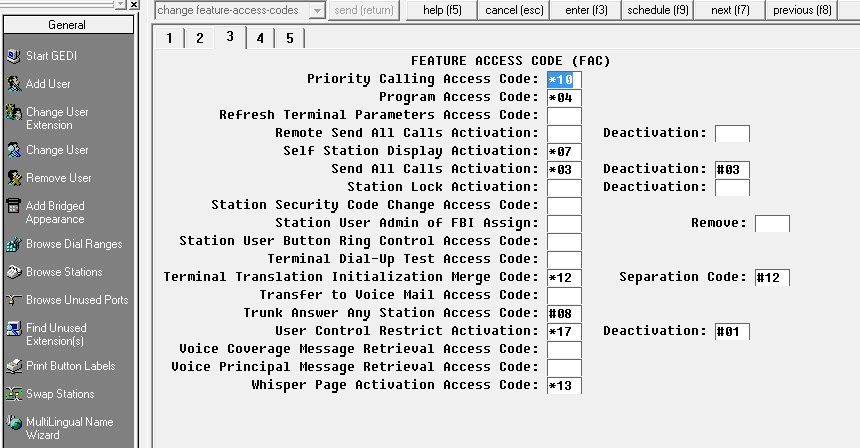 change feature-access-codes send (return) help (f5) cancel (esc) enter (f3) schedule (f9) next (f7) previous (f8)
General
Start GEDI
Add User
Change User
Extension
Change User
Remove User
Add Bridged
Appearance
Browse Dial Ranges
Browse Stations
Browse Unused Ports
Find Unused
Extension(s)
Print Button Labels
Swap Stations
MultiLingual Name
Wizard
1 2 3 4 5
FEATURE ACCESS CODE (FAC)
Priority Calling Access Code: *10
Program Access Code: *04
Refresh Terminal Parameters Access Code:
Remote Send All Calls Activation: Deactivation:
Self Station Display Activation: *07
Send All Calls Activation: *03 Deactivation: #03
Station Lock Activation: Deactivation:
Station Security Code Change Access Code:
Station User Admin of FBI Assign: Remove:
Station User Button Ring Control Access Code:
Terminal Dial-Up Test Access Code:
Terminal Translation Initialization Merge Code: *12 Separation Code: #12
Transfer to Voice Mail Access Code:
Trunk Answer Any Station Access Code: #08
User Control Restrict Activation: *17 Deactivation: #01
Voice Coverage Message Retrieval Access Code:
Voice Principal Message Retrieval Access Code:
Whisper Page Activation Access Code: *13